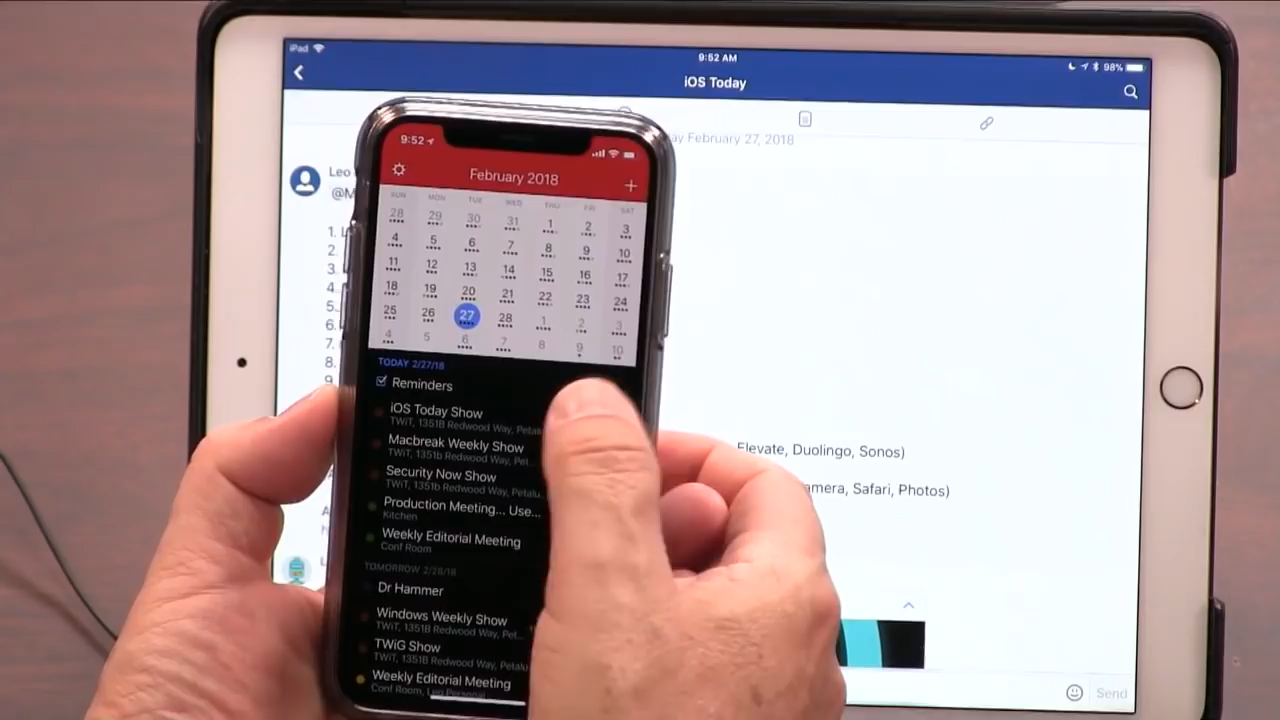 iPad
9:52 AM
98%
iOS Today
ay February 27, 2018
Leo
@M
1. L
2.
3.
4.
5.
6.
7.
8.
9.
Elevate, Duolingo, Sonos)
amera, Safari, Photos)
Send
9:52
February 2018
SUN MON TUE WED THU FRI SAT
28 29 30 31 1 2 3
4 5 6 7 8 9 10
11 12 13 14 15 16 17
18 19 20 21 22 23 24
25 26 27 28 1 2 3
4 5 6 7 8 9 10
TODAY 2/27/18
Reminders
iOS Today Show
TWiT, 1351B Redwood Way, Petal
Macbreak Weekly Show
TWiT, 1351b Redwood Way, Pet...
Security Now Show
TWiT, 1351B Redwood Way, Petalu
Production Meeting... Use...
Kitchen
Weekly Editorial Meeting
Conf Room
TOMORROW 2/28/18
Dr Hammer
Windows Weekly Show
TWiT, 1351B Redwood Way, Pet...
TWiG Show
TWiT, 1351B Redwood Way, Petalu
Weekly Editorial Meeting
Conf Room, Leo Personal